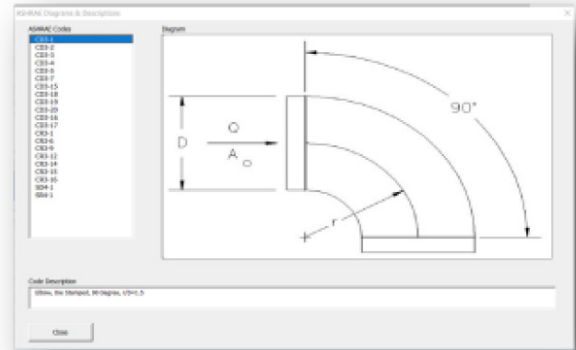 ASHRAE Diagrams & Descriptions
ASHRAE Codes
Diagram
CD3-1
CD3-2
CD3-3
CD3-4
CD3-5
CD3-7
CD3-15
CD3-18
CD3-19
CD3-20
CD3-16
CD3-17
CR3-1
CR3-6
CR3-9
CR3-12
CR3-14
CR3-15
CR3-16
SD4-1
SR4-1
90°
D
Q
A O
r
Code Description
Elbow, Die Stamped, 90 Degree, r/D=1.5
Close